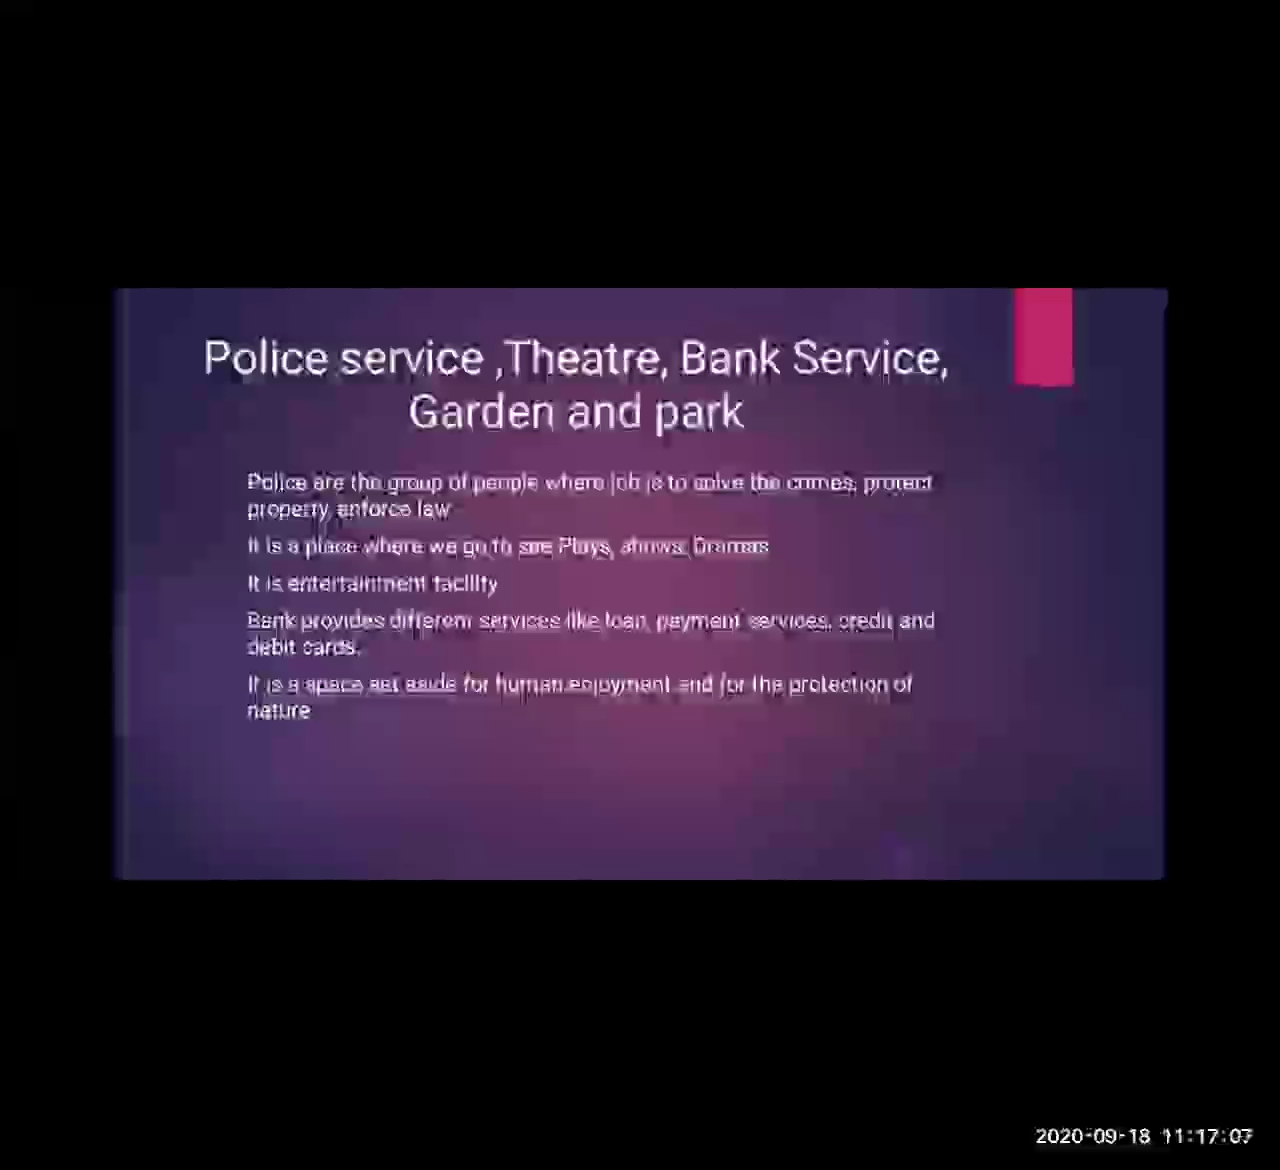 Police service ,Theatre, Bank Service,
Garden and park
Police are the group of people where job is to solve the crimes, protect
property, enforce law
It is a place where we go to see Plays, shows, Dramas
It is entertainment facility
Bank provides different services like loan, payment services, credit and
debit cards.
It is a space set aside for human enjoyment and for the protection of
nature
2020-09-18 11:17:07